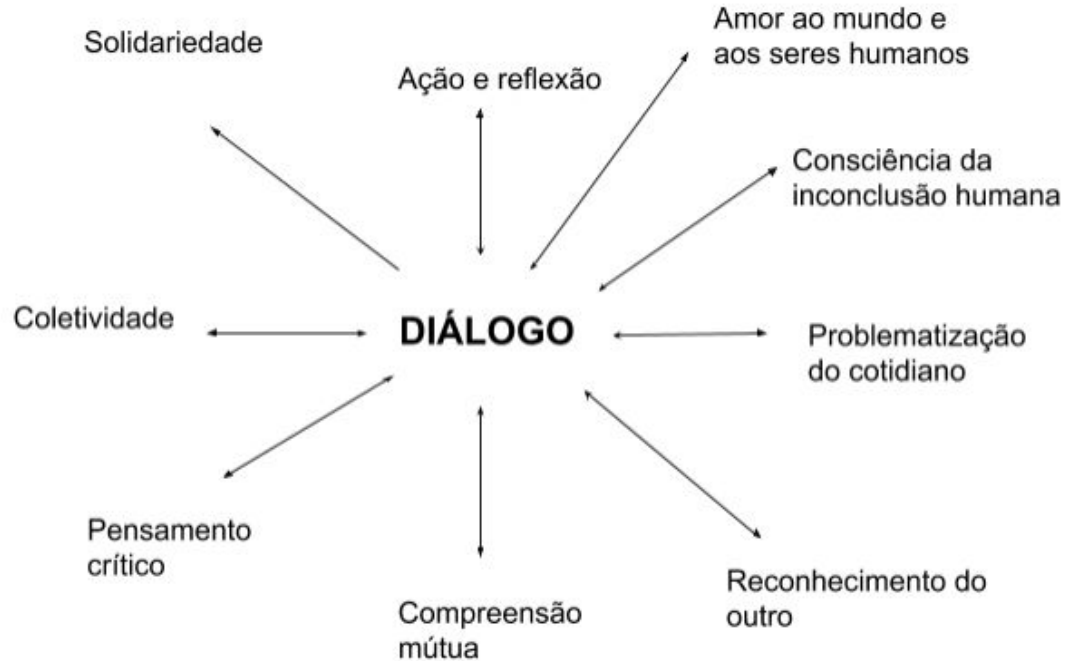 Solidariedade
Ação e reflexão
Amor ao mundo e
aos seres humanos
Consciência da
inconclusão humana
Coletividade
DIÁLOGO
Problematização
do cotidiano
Pensamento
crítico
Compreensão
mútua
Reconhecimento do
outro